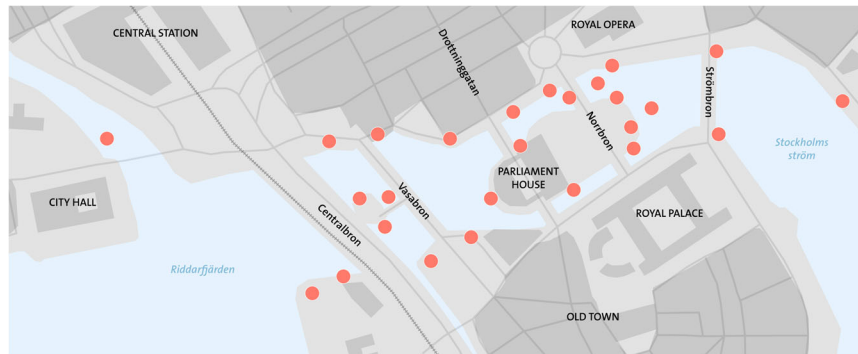 ROYAL OPERA
CENTRAL STATION
Drottninggatan
Strömbron
Norrbron
Stockholms
ström
PARLIAMENT
HOUSE
CITY HALL
Vasabron
ROYAL PALACE
Centralbron
Riddarfjärden
OLD TOWN